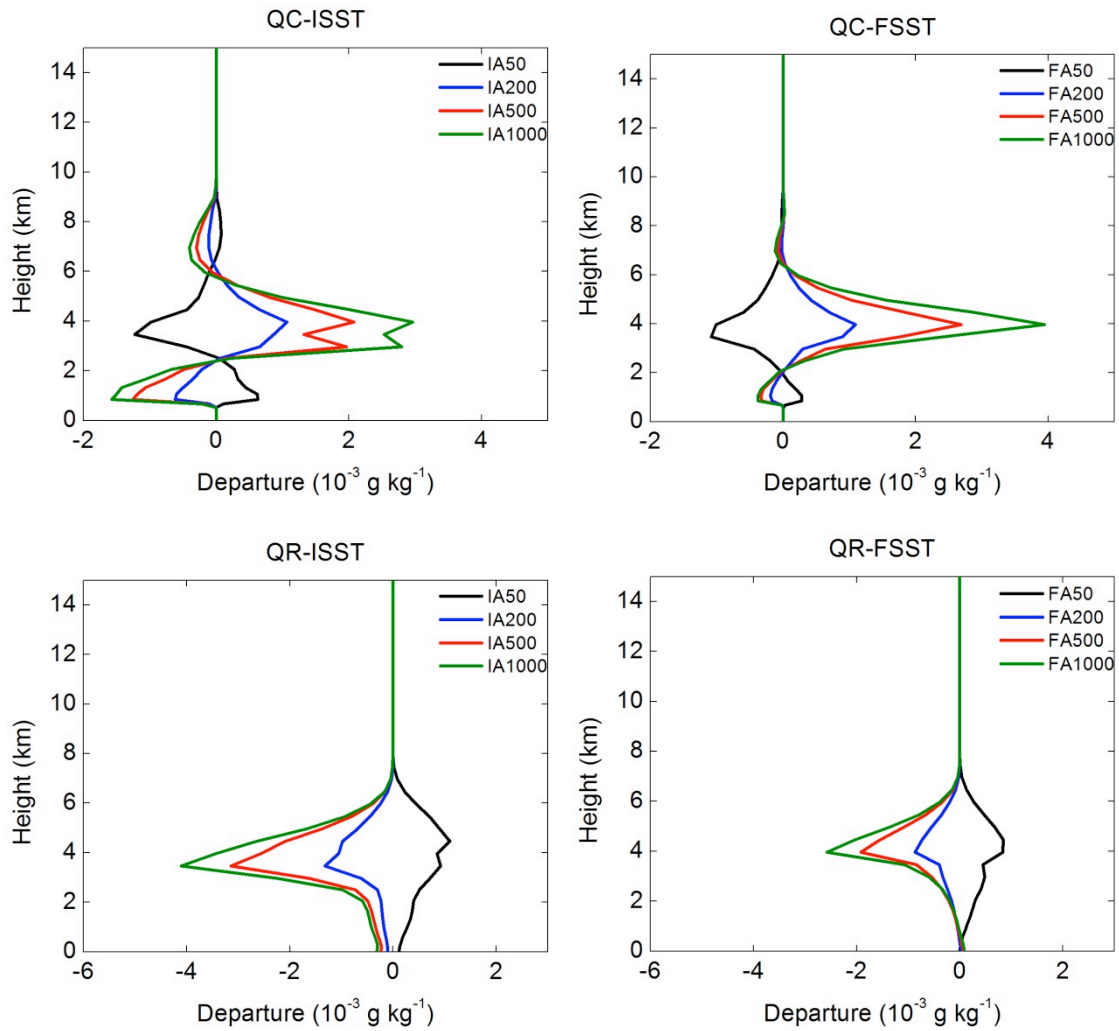 QC-ISST
IA50
IA200
IA500
IA1000
14
12
10
8
6
4
2
0
Height (km)
-2
0
2
4
Departure (10⁻³ g kg⁻¹)
QC-FSST
FA50
FA200
FA500
FA1000
14
12
10
8
6
4
2
0
Height (km)
-2
0
2
4
Departure (10⁻³ g kg⁻¹)
QR-ISST
IA50
IA200
IA500
IA1000
14
12
10
8
6
4
2
0
Height (km)
-6
-4
-2
0
2
Departure (10⁻³ g kg⁻¹)
QR-FSST
FA50
FA200
FA500
FA1000
14
12
10
8
6
4
2
0
Height (km)
-6
-4
-2
0
2
Departure (10⁻³ g kg⁻¹)